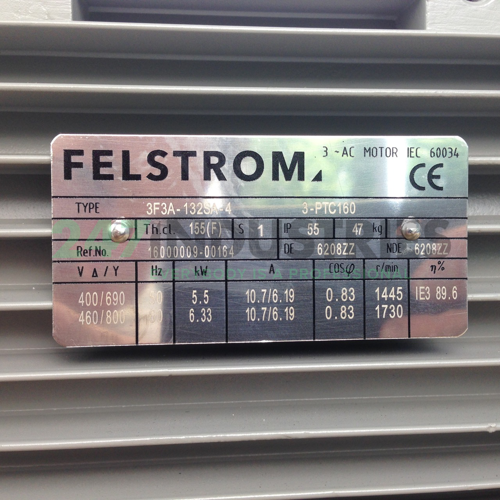 FELSTROM
3 ~AC MOTOR IEC 60034
CE
TYPE 3F3A-132SA-4 3-PTC160
Th.cl. 155(F) S 1 IP 55 47 kg
Ref.No. 16000009-00164 DE 6208ZZ NDE 6208ZZ
V Δ/Y Hz kW A cosφ r/min η%
400/690 5.5 10.7/6.19 0.83 1445 IE3 89.6
460/800 6.33 10.7/6.19 0.83 1730